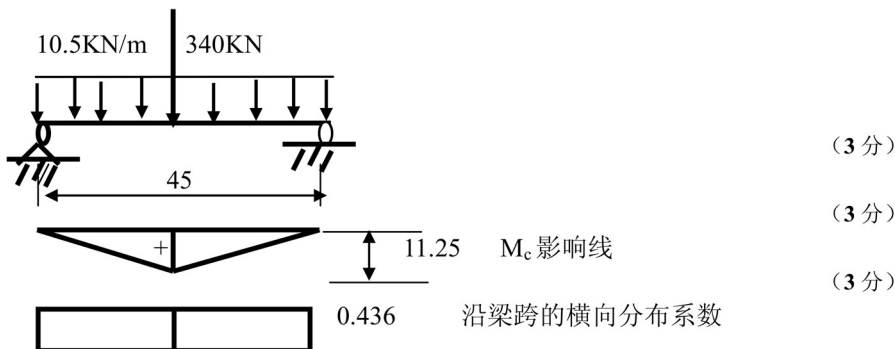 10.5KN/m 340KN
（3 分）
45
（3 分）
+ 11.25 Mc影响线
（3 分）
0.436 沿梁跨的横向分布系数